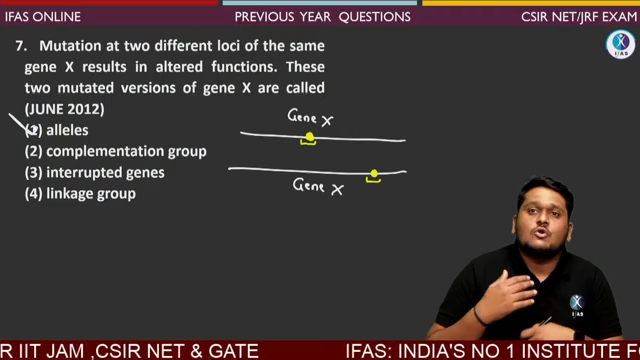 IFAS ONLINE PREVIOUS YEAR QUESTIONS CSIR NET/JRF EXAM
7. Mutation at two different loci of the same
gene X results in altered functions. These
two mutated versions of gene X are called
(JUNE 2012)
(1) alleles
(2) complementation group
(3) interrupted genes
(4) linkage group
Gene X
Gene X
IFAS
IFAS
R IIT JAM ,CSIR NET & GATE IFAS: INDIA'S NO 1 INSTITUTE FO